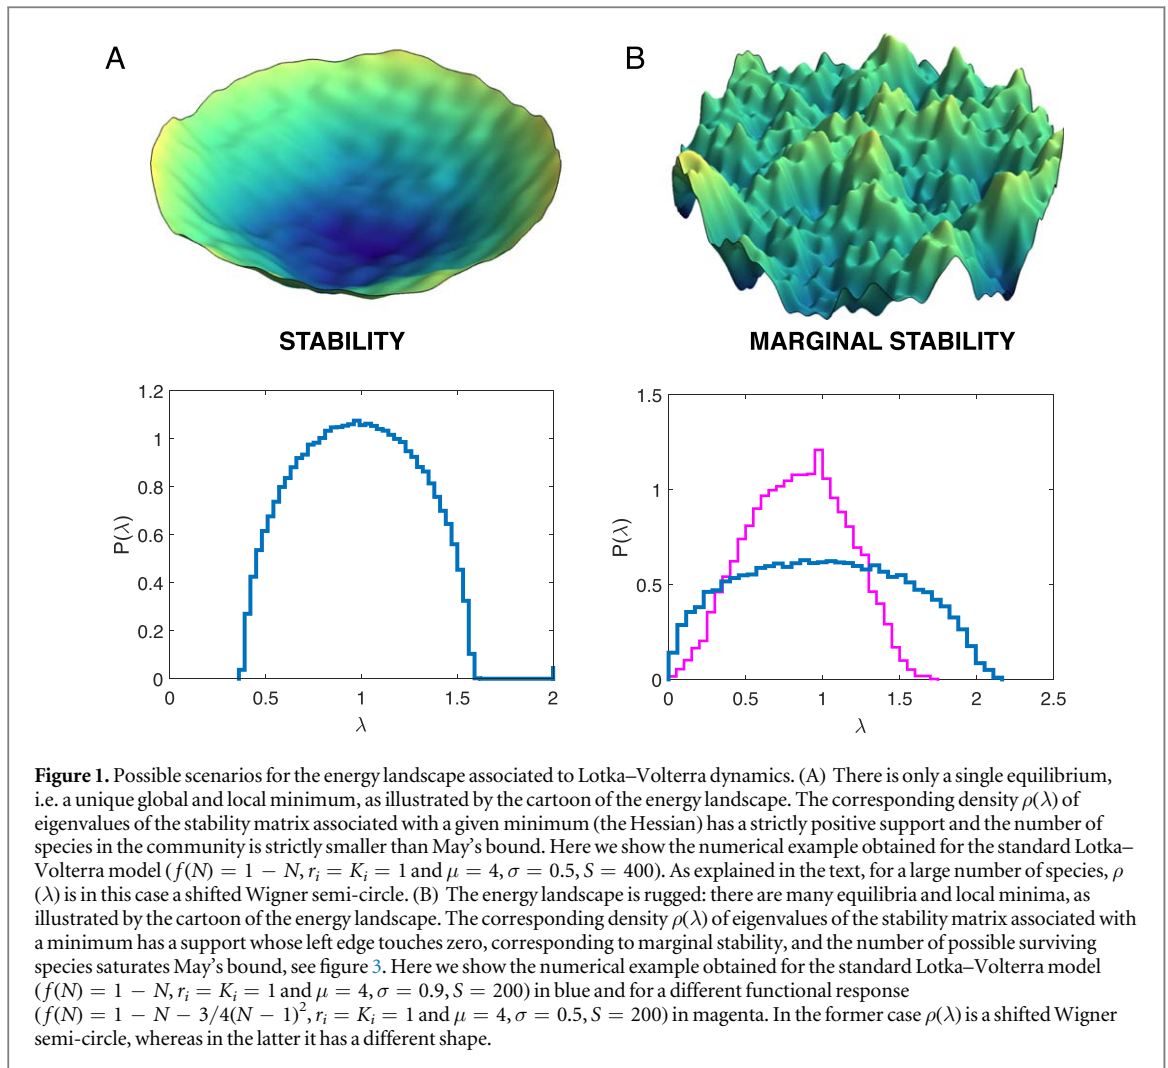 A
B
STABILITY
MARGINAL STABILITY
1.2
1
0.8
0.6
0.4
0.2
0
P(λ)
0
0.5
1
1.5
2
λ
1.5
1
0.5
0
P(λ)
0
0.5
1
1.5
2
2.5
λ
Figure 1. Possible scenarios for the energy landscape associated to Lotka–Volterra dynamics. (A) There is only a single equilibrium,
i.e. a unique global and local minimum, as illustrated by the cartoon of the energy landscape. The corresponding density ρ(λ) of
eigenvalues of the stability matrix associated with a given minimum (the Hessian) has a strictly positive support and the number of
species in the community is strictly smaller than May's bound. Here we show the numerical example obtained for the standard Lotka–
Volterra model (f(N) = 1 − N, rᵢ = Kᵢ = 1 and μ = 4, σ = 0.5, S = 400). As explained in the text, for a large number of species, ρ
(λ) is in this case a shifted Wigner semi-circle. (B) The energy landscape is rugged: there are many equilibria and local minima, as
illustrated by the cartoon of the energy landscape. The corresponding density ρ(λ) of eigenvalues of the stability matrix associated with
a minimum has a support whose left edge touches zero, corresponding to marginal stability, and the number of possible surviving
species saturates May's bound, see figure 3. Here we show the numerical example obtained for the standard Lotka–Volterra model
(f(N) = 1 − N, rᵢ = Kᵢ = 1 and μ = 4, σ = 0.9, S = 200) in blue and for a different functional response
(f(N) = 1 − N − 3/4(N − 1)², rᵢ = Kᵢ = 1 and μ = 4, σ = 0.5, S = 200) in magenta. In the former case ρ(λ) is a shifted Wigner
semi-circle, whereas in the latter it has a different shape.